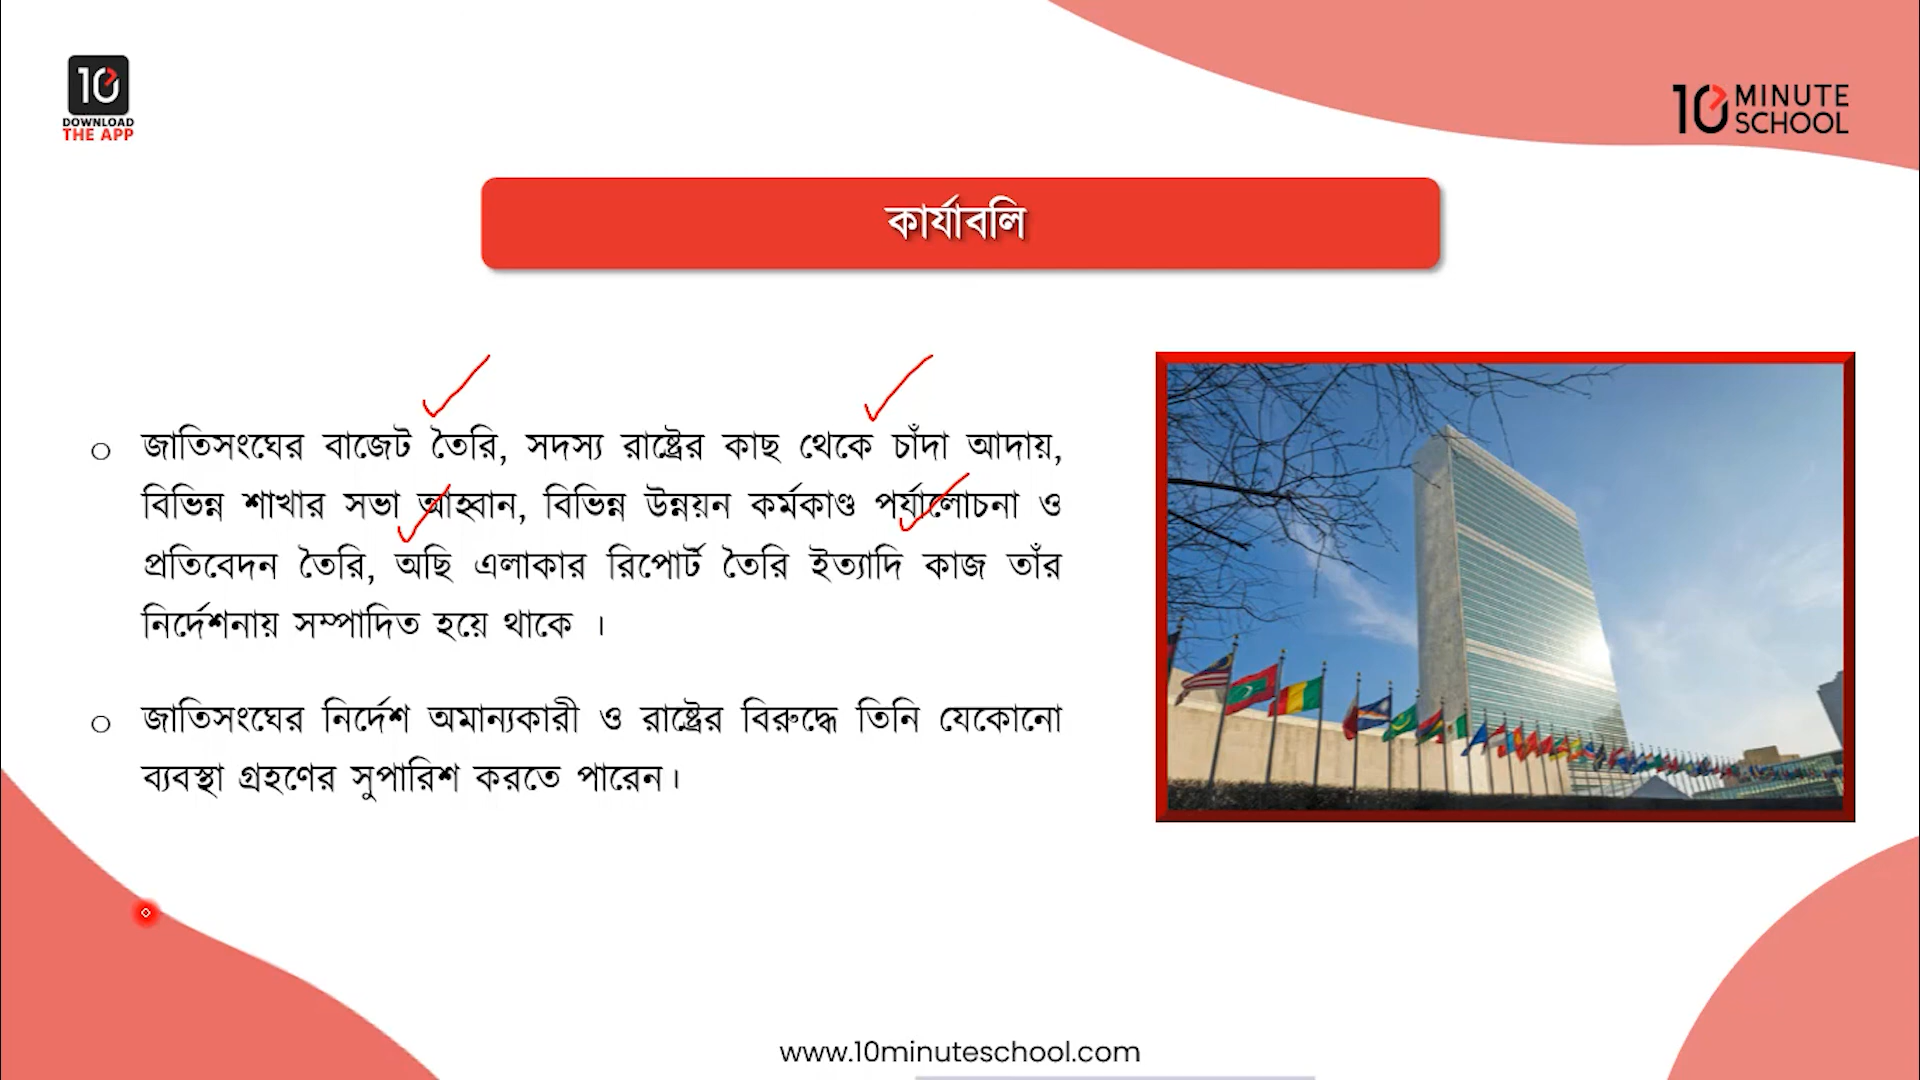 10
DOWNLOAD
THE APP
10 MINUTE
SCHOOL
কার্যাবলি
জাতিসংঘের বাজেট তৈরি, সদস্য রাষ্ট্রের কাছ থেকে চাঁদা আদায়,
বিভিন্ন শাখার সভা আহ্বান, বিভিন্ন উন্নয়ন কর্মকাণ্ড পর্যালোচনা ও
প্রতিবেদন তৈরি, অছি এলাকার রিপোর্ট তৈরি ইত্যাদি কাজ তাঁর
নির্দেশনায় সম্পাদিত হয়ে থাকে ।
জাতিসংঘের নির্দেশ অমান্যকারী ও রাষ্ট্রের বিরুদ্ধে তিনি যেকোনো
ব্যবস্থা গ্রহণের সুপারিশ করতে পারেন।
www.10minuteschool.com